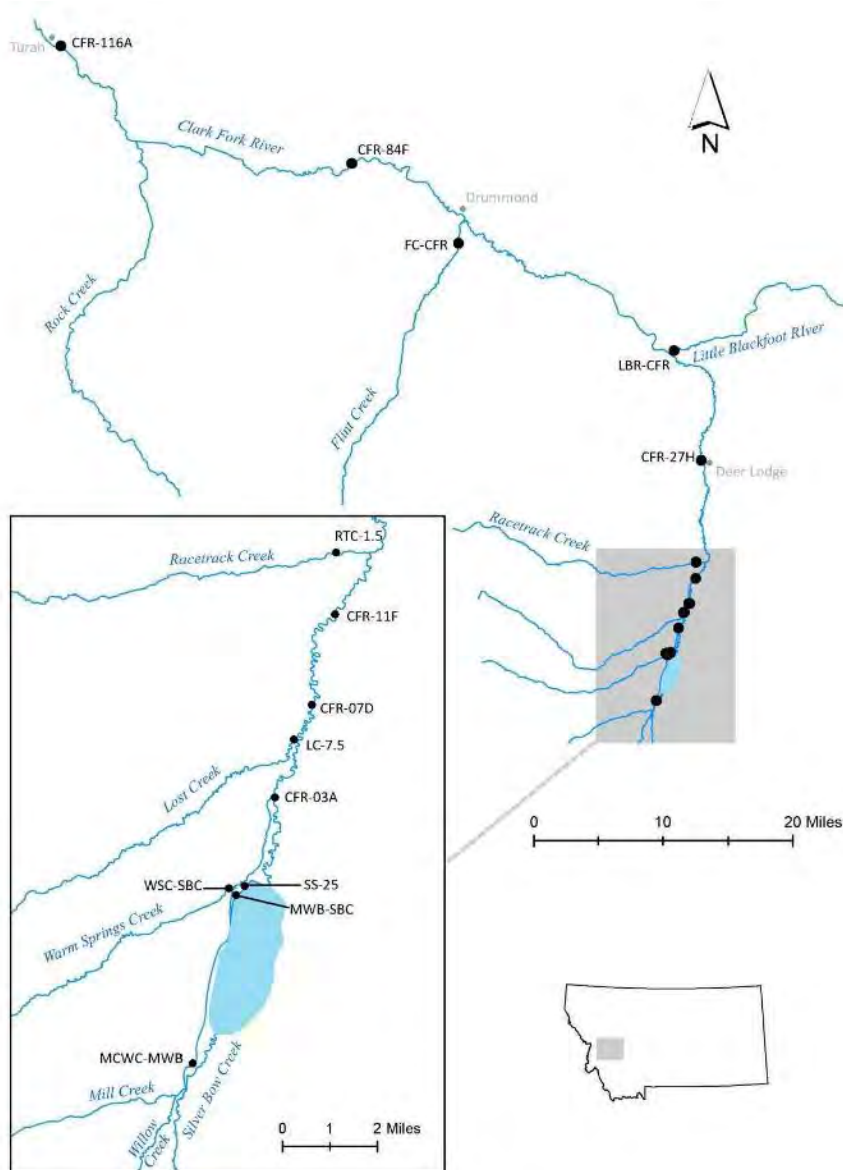 Turah
CFR-116A
Clark Fork River
CFR-84F
N
Drummond
FC-CFR
Rock Creek
Flint Creek
Little Blackfoot River
LBR-CFR
CFR-27H
Deer Lodge
Racetrack Creek
RTC-1.5
Racetrack Creek
CFR-11F
CFR-07D
LC-7.5
Lost Creek
CFR-03A
WSC-SBC
SS-25
MWB-SBC
Warm Springs Creek
MCWC-MWB
Mill Creek
Willow Creek
Silver Bow Creek
0 1 2 Miles
0 10 20 Miles